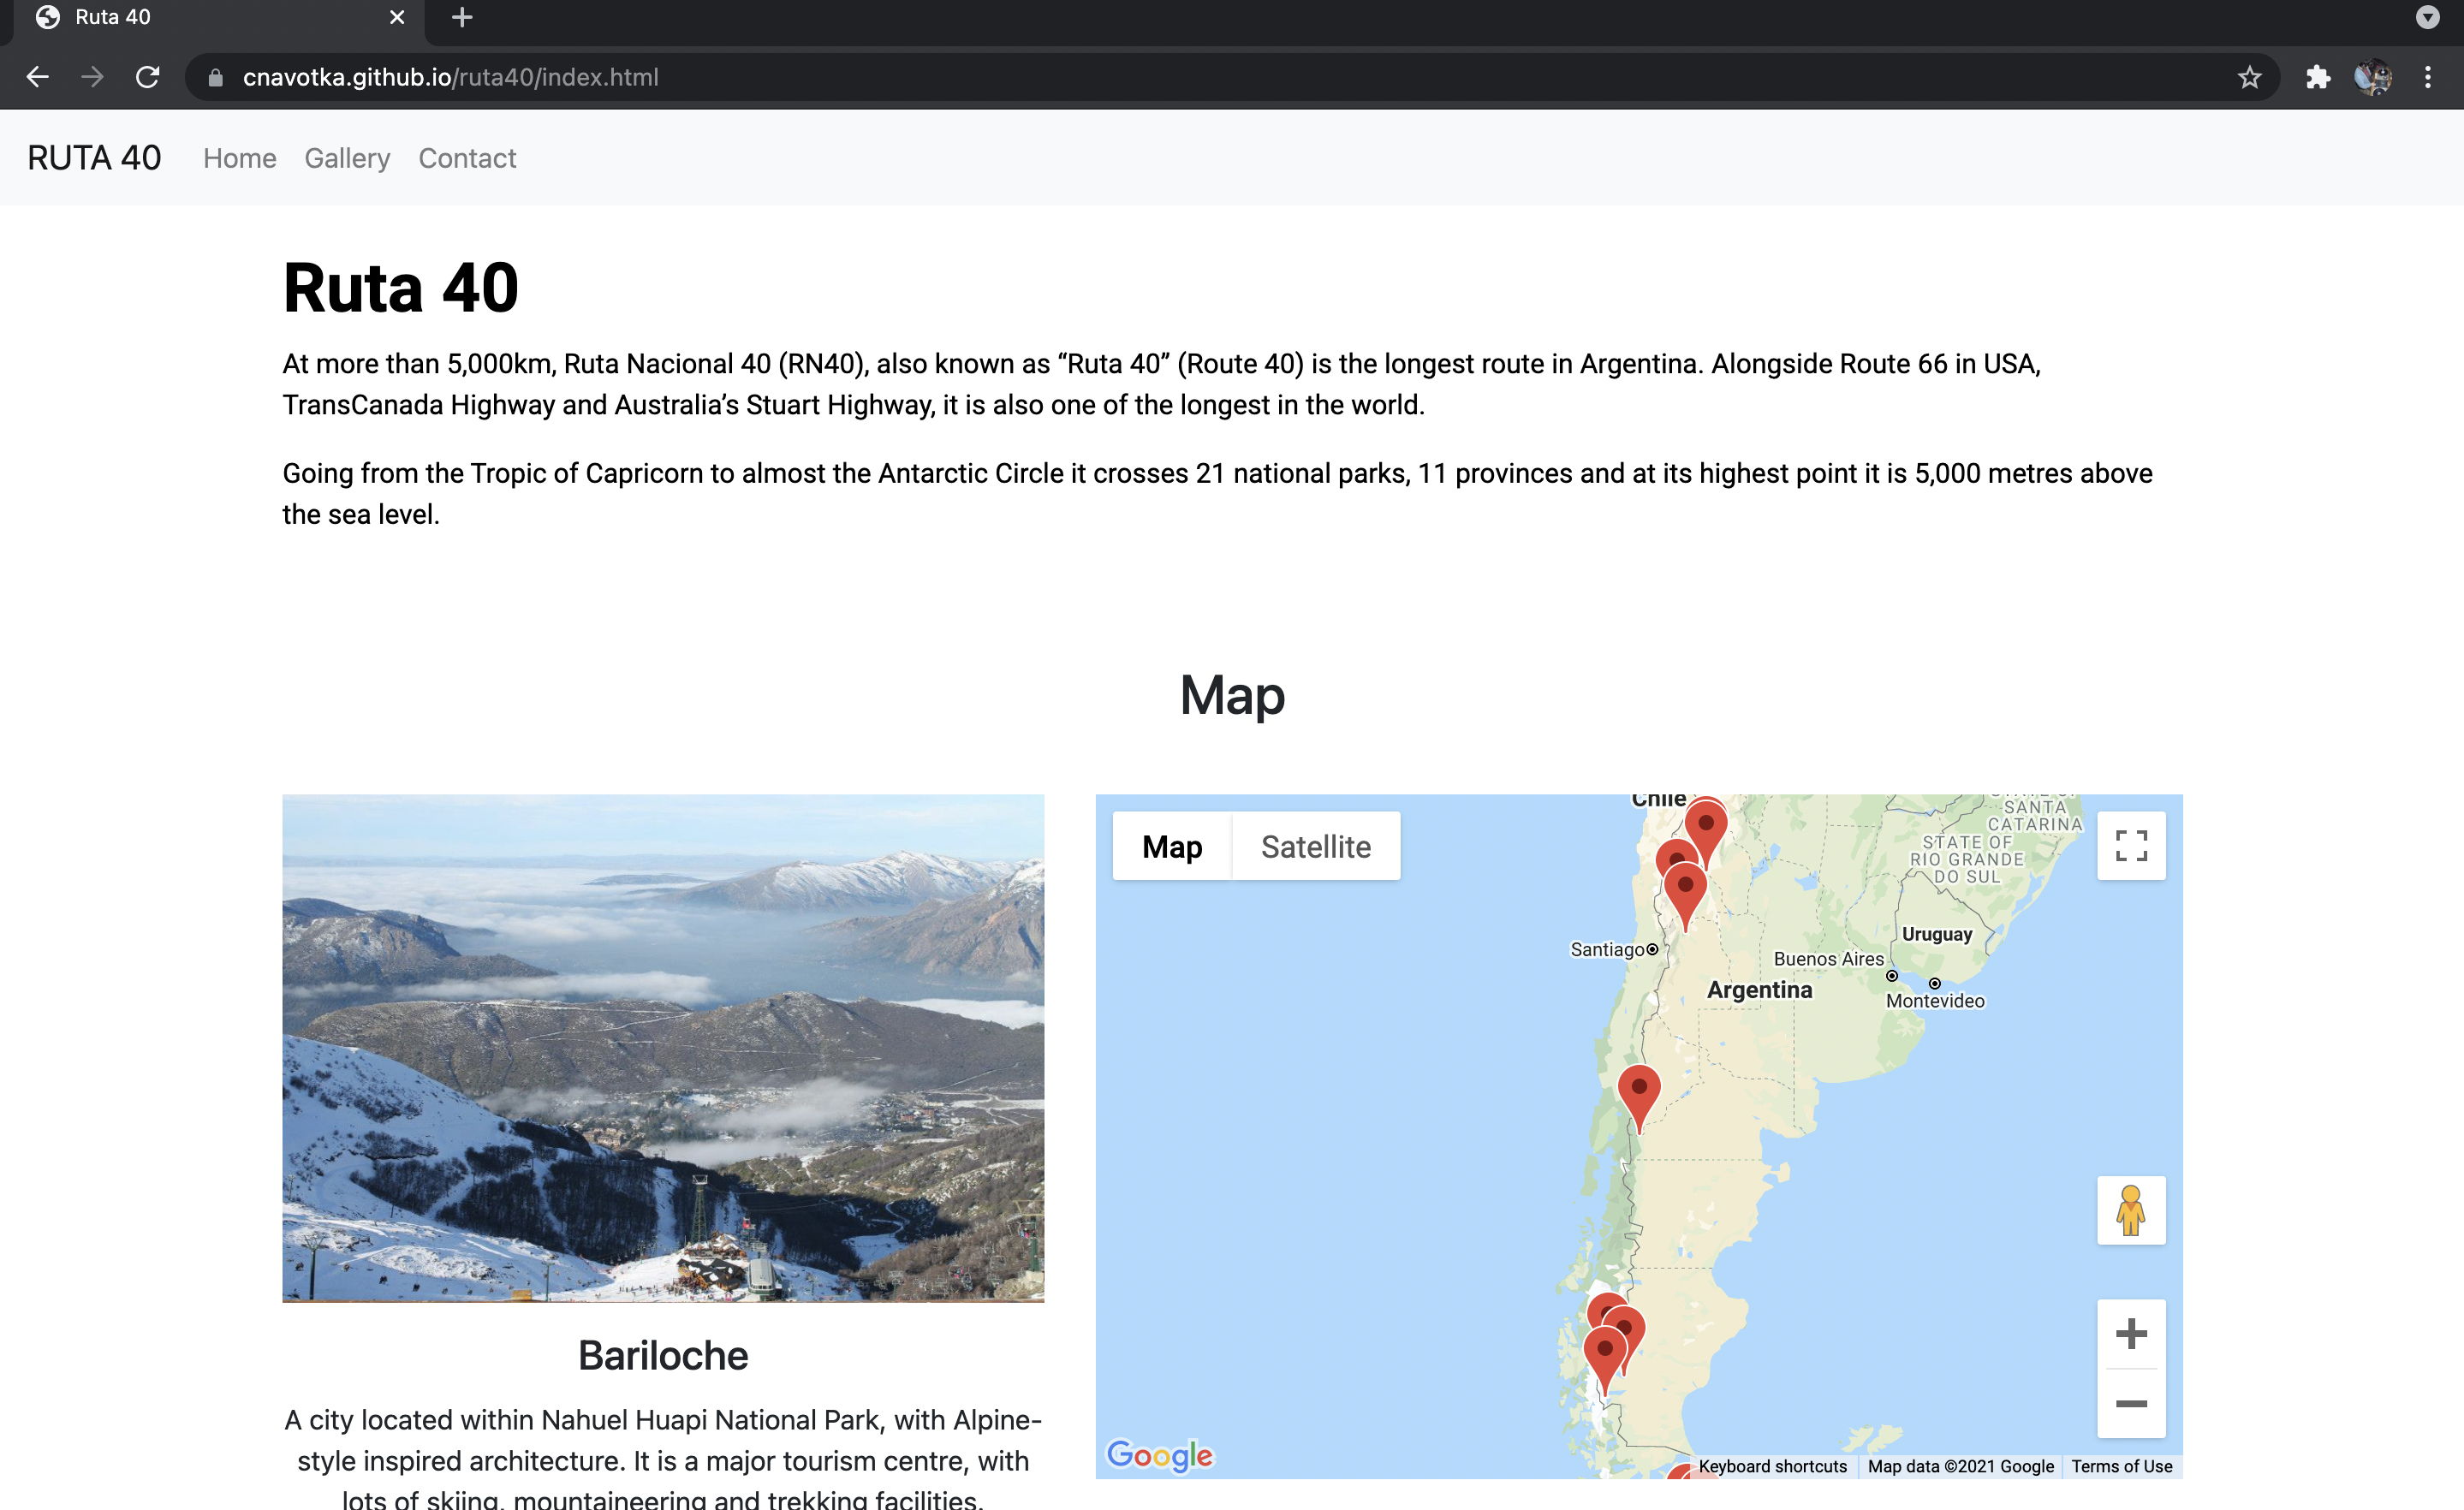 Ruta 40
cnavotka.github.io/ruta40/index.html
RUTA 40 Home Gallery Contact
Ruta 40
At more than 5,000km, Ruta Nacional 40 (RN40), also known as “Ruta 40” (Route 40) is the longest route in Argentina. Alongside Route 66 in USA,
TransCanada Highway and Australia’s Stuart Highway, it is also one of the longest in the world.
Going from the Tropic of Capricorn to almost the Antarctic Circle it crosses 21 national parks, 11 provinces and at its highest point it is 5,000 metres above
the sea level.
Map
Map Satellite
Chile
STATE OF
SANTA
CATARINA
STATE OF
RIO GRANDE
DO SUL
Uruguay
Santiago
Buenos Aires
Argentina
Montevideo
Google
Keyboard shortcuts Map data ©2021 Google Terms of Use
Bariloche
A city located within Nahuel Huapi National Park, with Alpine-
style inspired architecture. It is a major tourism centre, with
lots of skiing, mountaineering and trekking facilities.